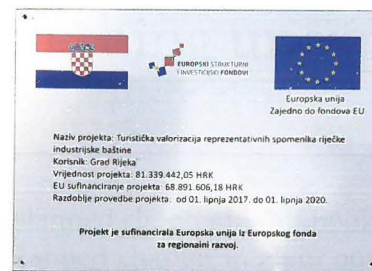 EUROPSKI STRUKTURNI
I INVESTICIJSKI FONDOVI
Europska unija
Zajedno do fondova EU
Naziv projekta: Turistička valorizacija reprezentativnih spomenika riječke
industrijske baštine
Korisnik: Grad Rijeka
Vrijednost projekta: 81.339.442,05 HRK
EU sufinanciranje projekta: 68.891.606,18 HRK
Razdoblje provedbe projekta: od 01. lipnja 2017. do 01. lipnja 2020.
Projekt je sufinancirala Europska unija iz Europskog fonda
za regionalni razvoj.